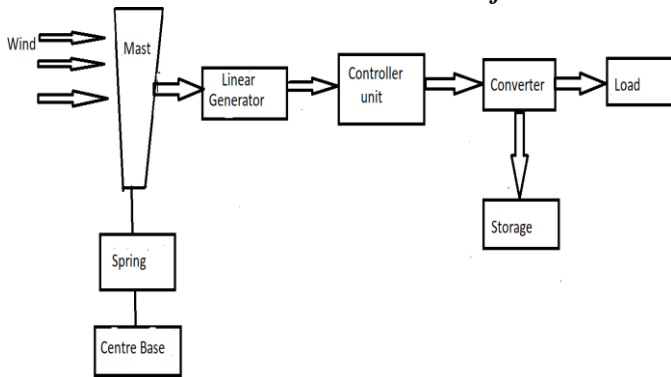 Wind
Mast
Linear
Generator
Controller
unit
Converter
Load
Storage
Spring
Centre Base